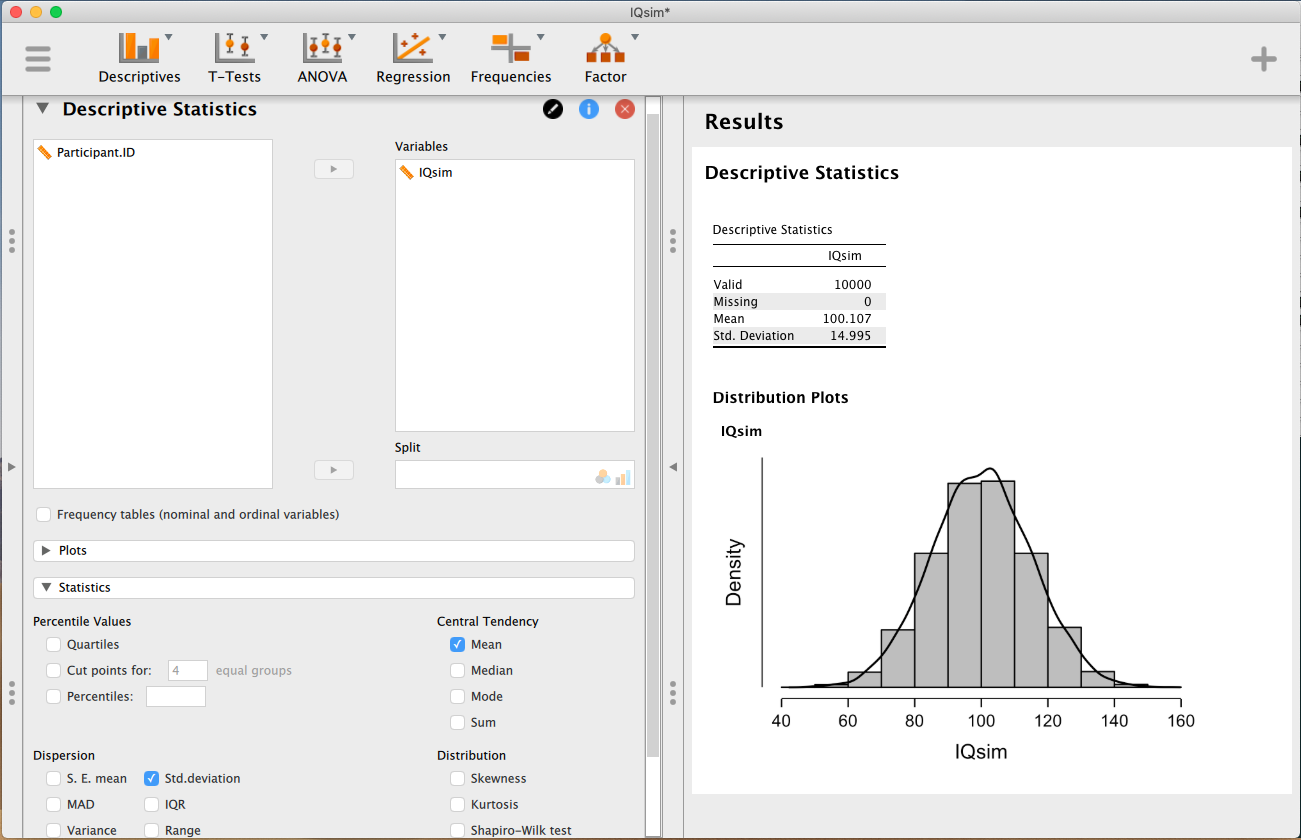 IQsim*
Descriptives T-Tests ANOVA Regression Frequencies Factor
Descriptive Statistics
Participant.ID
Variables
IQsim
Split
Frequency tables (nominal and ordinal variables)
Plots
Statistics
Percentile Values
Quartiles
Cut points for: 4 equal groups
Percentiles:
Central Tendency
Mean
Median
Mode
Sum
Dispersion
S. E. mean Std.deviation
MAD IQR
Variance Range
Distribution
Skewness
Kurtosis
Shapiro-Wilk test
Results
Descriptive Statistics
Descriptive Statistics
IQsim
Valid 10000
Missing 0
Mean 100.107
Std. Deviation 14.995
Distribution Plots
IQsim
Density
40 60 80 100 120 140 160
IQsim